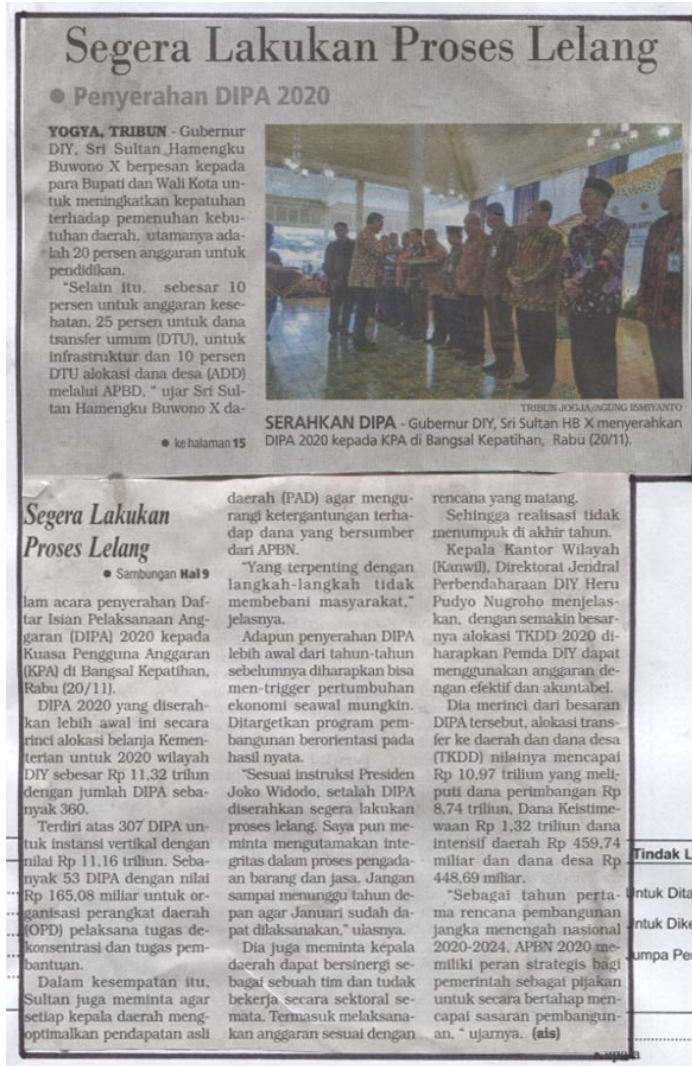 Segera Lakukan Proses Lelang
● Penyerahan DIPA 2020
YOGYA, TRIBUN - Gubernur
DIY, Sri Sultan Hamengku
Buwono X berpesan kepada
para Bupati dan Wali Kota un-
tuk meningkatkan kepatuhan
terhadap pemenuhan kebu-
tuhan daerah, utamanya ada-
lah 20 persen anggaran untuk
pendidikan.
"Selain itu, sebesar 10
persen untuk anggaran kese-
hatan, 25 persen untuk dana
transfer umum (DTU), untuk
infrastruktur dan 10 persen
DTU alokasi dana desa (ADD)
melalui APBD, " ujar Sri Sul-
tan Hamengku Buwono X da-
● ke halaman 15
TRIBUN JOGJA/AGUNG ISMIYANTO
SERAHKAN DIPA - Gubernur DIY, Sri Sultan HB X menyerahkan
DIPA 2020 kepada KPA di Bangsal Kepatihan, Rabu (20/11).
Segera Lakukan
Proses Lelang
● Sambungan Hal 9
lam acara penyerahan Daf-
tar Isian Pelaksanaan Ang-
garan (DIPA) 2020 kepada
Kuasa Pengguna Anggaran
(KPA) di Bangsal Kepatihan,
Rabu (20/11).
DIPA 2020 yang diserah-
kan lebih awal ini secara
rinci alokasi belanja Kemen-
terian untuk 2020 wilayah
DIY sebesar Rp 11,32 trilun
dengan jumlah DIPA seba-
nyak 360.
Terdiri atas 307 DIPA un-
tuk instansi vertikal dengan
nilai Rp 11,16 triliun. Seba-
nyak 53 DIPA dengan nilai
Rp 165,08 miliar untuk or-
ganisasi perangkat daerah
(OPD) pelaksana tugas de-
konsentrasi dan tugas pem-
bantuan.
Dalam kesempatan itu,
Sultan juga meminta agar
setiap kepala daerah meng-
optimalkan pendapatan asli
daerah (PAD) agar mengu-
rangi ketergantungan terha-
dap dana yang bersumber
dari APBN.
"Yang terpenting dengan
langkah-langkah tidak
membebani masyarakat,"
jelasnya.
Adapun penyerahan DIPA
lebih awal dari tahun-tahun
sebelumnya diharapkan bisa
men-trigger pertumbuhan
ekonomi seawal mungkin.
Ditargetkan program pem-
bangunan berorientasi pada
hasil nyata.
"Sesuai instruksi Presiden
Joko Widodo, setalah DIPA
diserahkan segera lakukan
proses lelang. Saya pun me-
minta mengutamakan inte-
gritas dalam proses pengada-
an barang dan jasa. Jangan
sampai menunggu tahun de-
pan agar Januari sudah da-
pat dilaksanakan," ulasnya.
Dia juga meminta kepala
daerah dapat bersinergi se-
bagai sebuah tim dan tudak
bekerja secara sektoral se-
mata. Termasuk melaksana-
kan anggaran sesuai dengan
rencana yang matang.
Sehingga realisasi tidak
menumpuk di akhir tahun.
Kepala Kantor Wilayah
(Kanwil), Direktorat Jendral
Perbendaharaan DIY Heru
Pudyo Nugroho menjelas-
kan, dengan semakin besar-
nya alokasi TKDD 2020 di-
harapkan Pemda DIY dapat
menggunakan anggaran de-
ngan efektif dan akuntabel.
Dia merinci dari besaran
DIPA tersebut, alokasi trans-
fer ke daerah dan dana desa
(TKDD) nilainya mencapai
Rp 10,97 triliun yang meli-
puti dana perimbangan Rp
8,74 triliun, Dana Keistime-
waan Rp 1,32 triliun dana
intensif daerah Rp 459,74
miliar dan dana desa Rp
448,69 miliar.
"Sebagai tahun perta-
ma rencana pembangunan
jangka menengah nasional
2020-2024, APBN 2020 me-
miliki peran strategis bagi
pemerintah sebagai pijakan
untuk secara bertahap men-
capai sasaran pembangun-
an, " ujarnya. (ais)
Tindak L
Untuk Dita
Untuk Dike
umpa Per